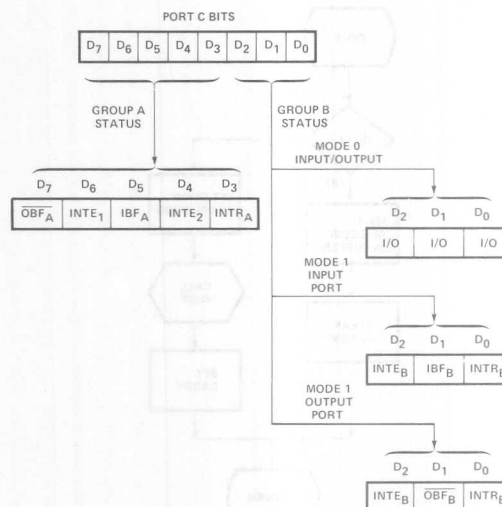 PORT C BITS
D7 D6 D5 D4 D3 D2 D1 D0
GROUP A
STATUS
GROUP B
STATUS
MODE 0
INPUT/OUTPUT
D7 D6 D5 D4 D3
OBFA INTE1 IBFA INTE2 INTRA
D2 D1 D0
I/O I/O I/O
MODE 1
INPUT
PORT
D2 D1 D0
INTEB IBFB INTRB
MODE 1
OUTPUT
PORT
D2 D1 D0
INTEB OBFB INTRB